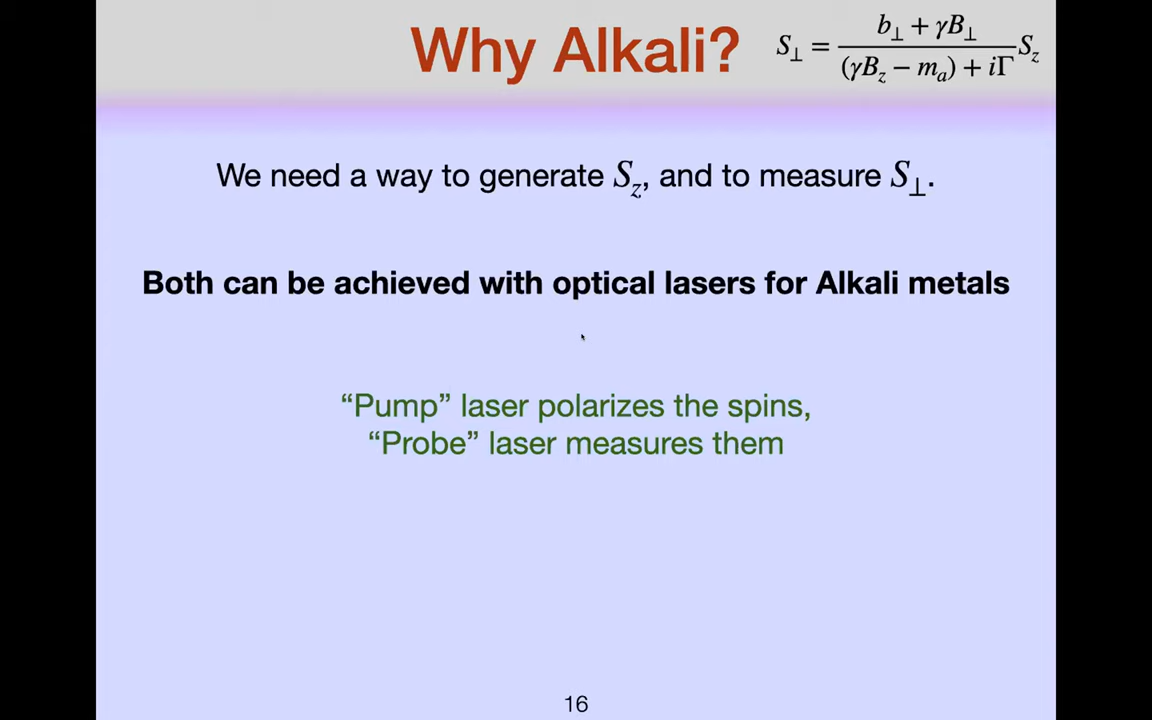 Why Alkali?
S⊥ = (b⊥ + γB⊥) / ((γB_z − m_a) + iΓ) S_z
We need a way to generate S_z, and to measure S⊥.
Both can be achieved with optical lasers for Alkali metals
“Pump” laser polarizes the spins,
“Probe” laser measures them
16